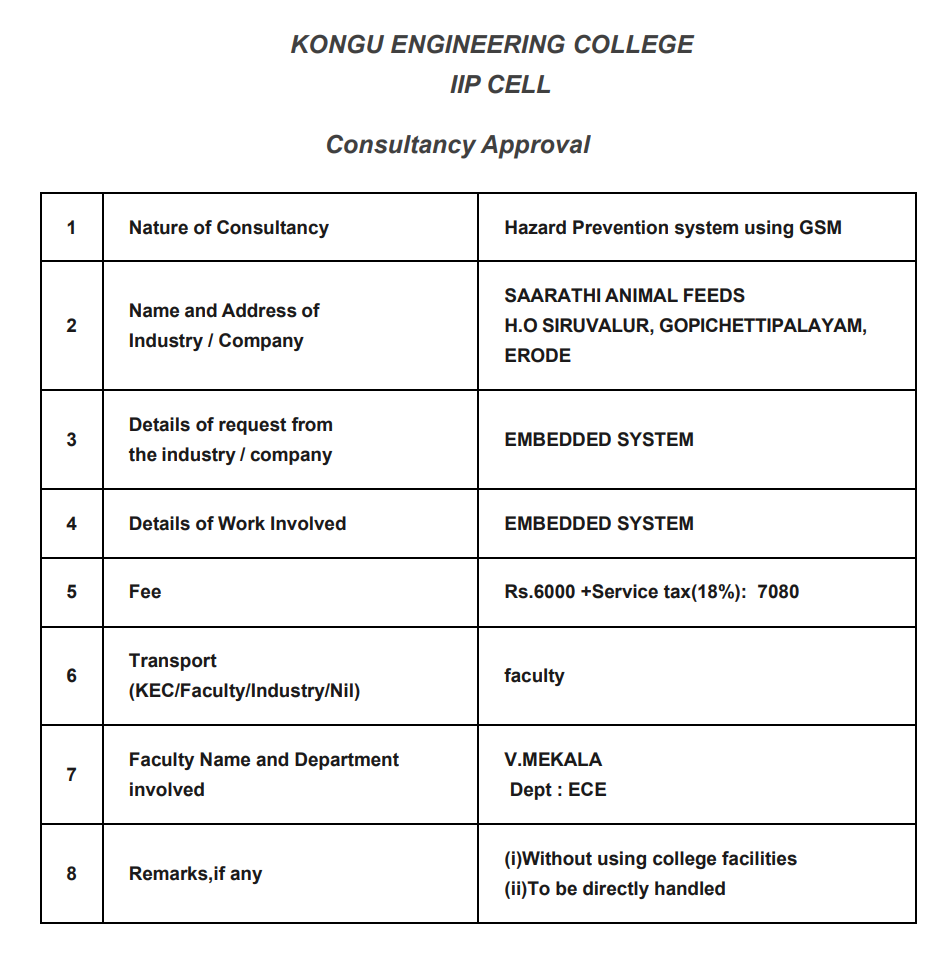 KONGU ENGINEERING COLLEGE
IIP CELL
Consultancy Approval
1
Nature of Consultancy
Hazard Prevention system using GSM
2
Name and Address of
Industry / Company
SAARATHI ANIMAL FEEDS
H.O SIRUVALUR, GOPICHETTIPALAYAM,
ERODE
3
Details of request from
the industry / company
EMBEDDED SYSTEM
4
Details of Work Involved
EMBEDDED SYSTEM
5
Fee
Rs.6000 +Service tax(18%):  7080
6
Transport
(KEC/Faculty/Industry/Nil)
faculty
7
Faculty Name and Department
involved
V.MEKALA
Dept : ECE
8
Remarks,if any
(i)Without using college facilities
(ii)To be directly handled